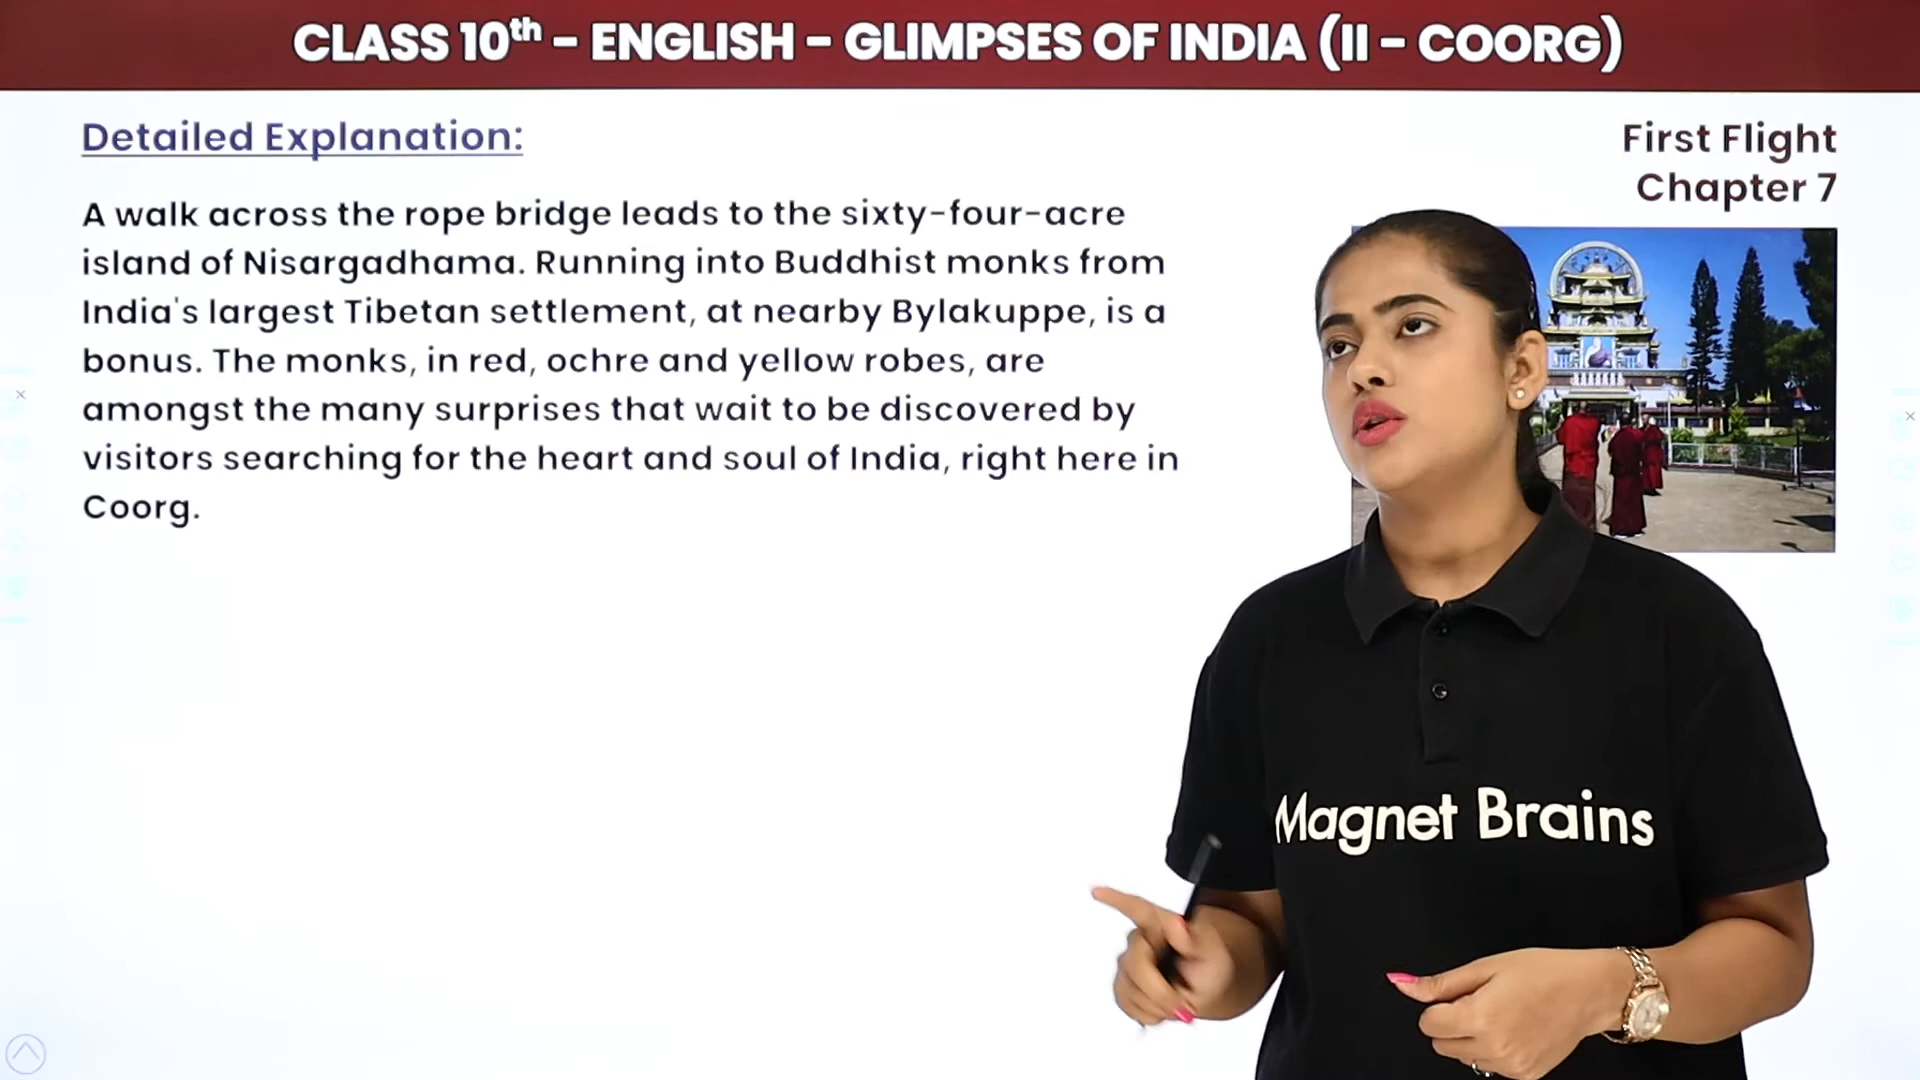 CLASS 10th - ENGLISH - GLIMPSES OF INDIA (II - COORG)
Detailed Explanation:
First Flight
Chapter 7
A walk across the rope bridge leads to the sixty-four-acre
island of Nisargadhama. Running into Buddhist monks from
India's largest Tibetan settlement, at nearby Bylakuppe, is a
bonus. The monks, in red, ochre and yellow robes, are
amongst the many surprises that wait to be discovered by
visitors searching for the heart and soul of India, right here in
Coorg.
Magnet Brains